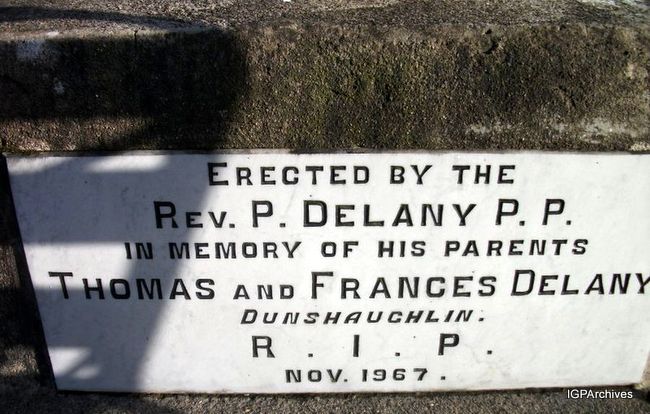 Erected by the
Rev. P. Delany P. P.
in memory of his parents
Thomas and Frances Delany
Dunshaughlin.
R . I . P .
Nov. 1967 .
IGPArchives